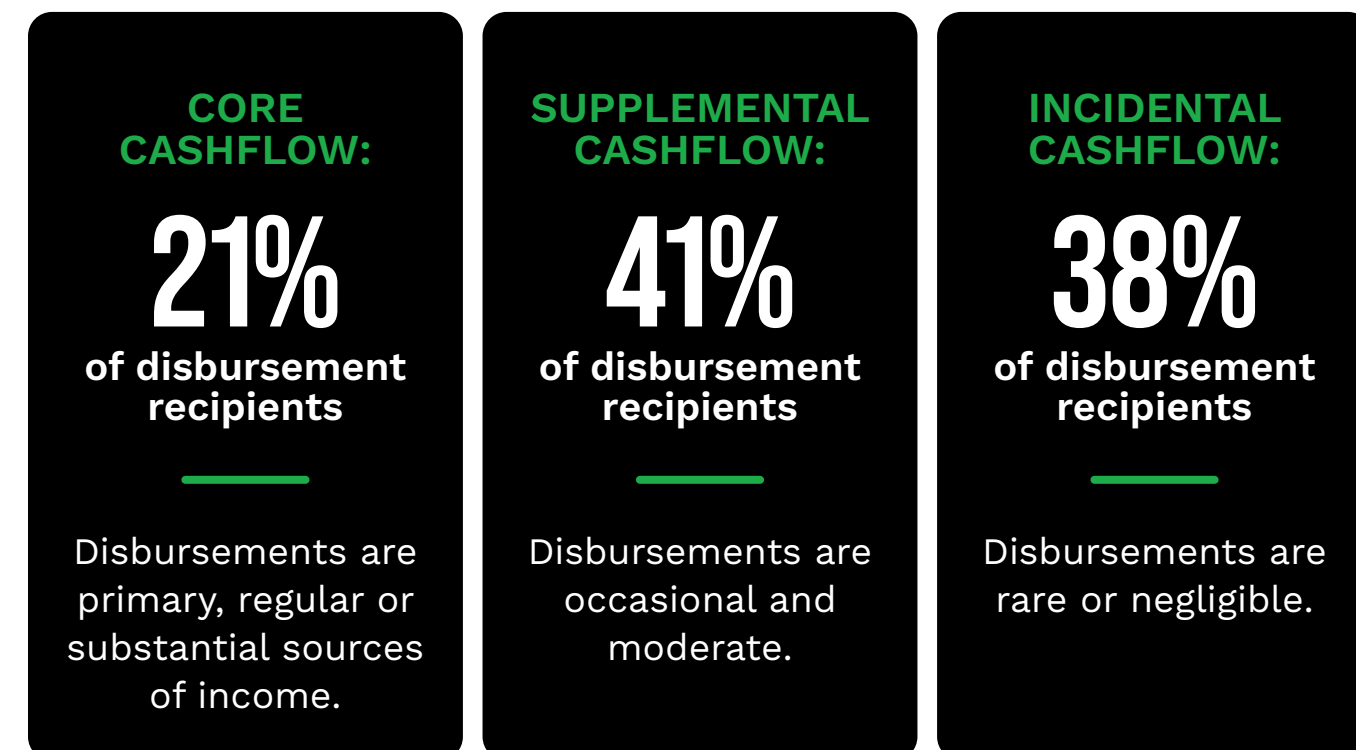 CORE
CASHFLOW:
21%
of disbursement
recipients
Disbursements are
primary, regular or
substantial sources
of income.
SUPPLEMENTAL
CASHFLOW:
41%
of disbursement
recipients
Disbursements are
occasional and
moderate.
INCIDENTAL
CASHFLOW:
38%
of disbursement
recipients
Disbursements are
rare or negligible.